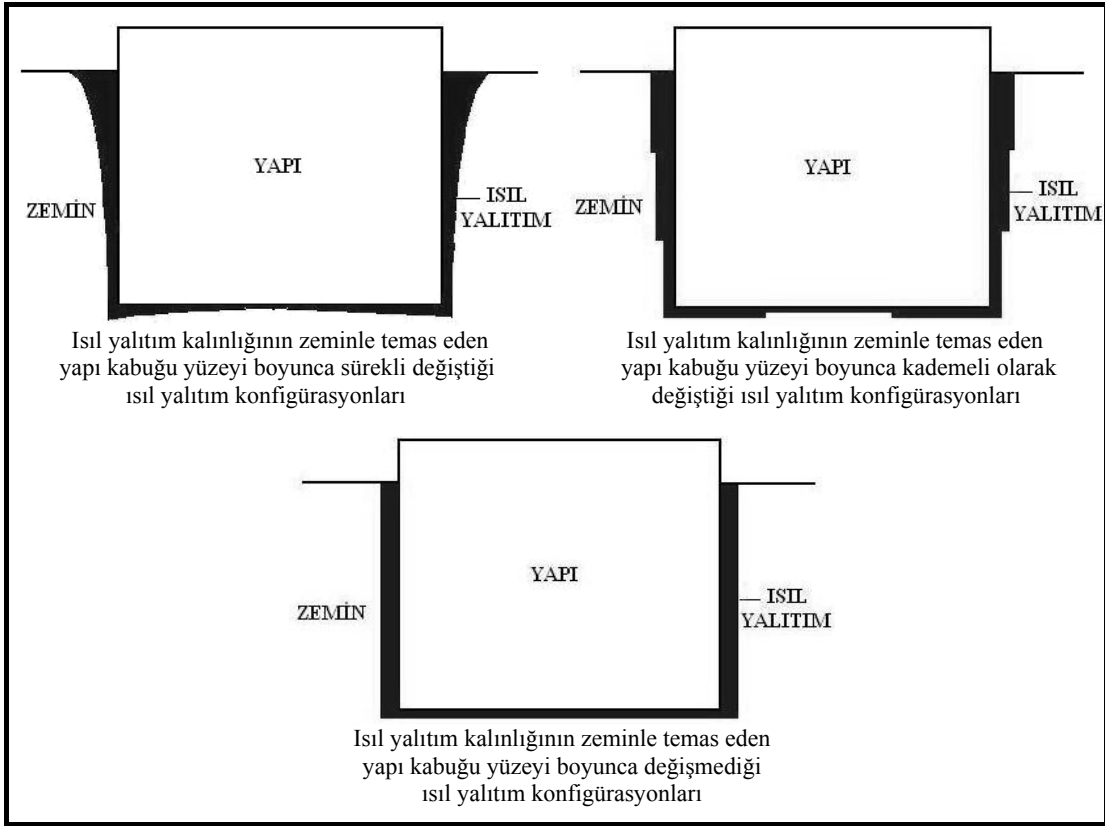 YAPI
ZEMİN
ISIL
YALITIM
Isıl yalıtım kalınlığının zeminle temas eden
yapı kabuğu yüzeyi boyunca sürekli değiştiği
ısıl yalıtım konfigürasyonları
YAPI
ZEMİN
ISIL
YALITIM
Isıl yalıtım kalınlığının zeminle temas eden
yapı kabuğu yüzeyi boyunca kademeli olarak
değiştiği ısıl yalıtım konfigürasyonları
YAPI
ZEMİN
ISIL
YALITIM
Isıl yalıtım kalınlığının zeminle temas eden
yapı kabuğu yüzeyi boyunca değişmediği
ısıl yalıtım konfigürasyonları